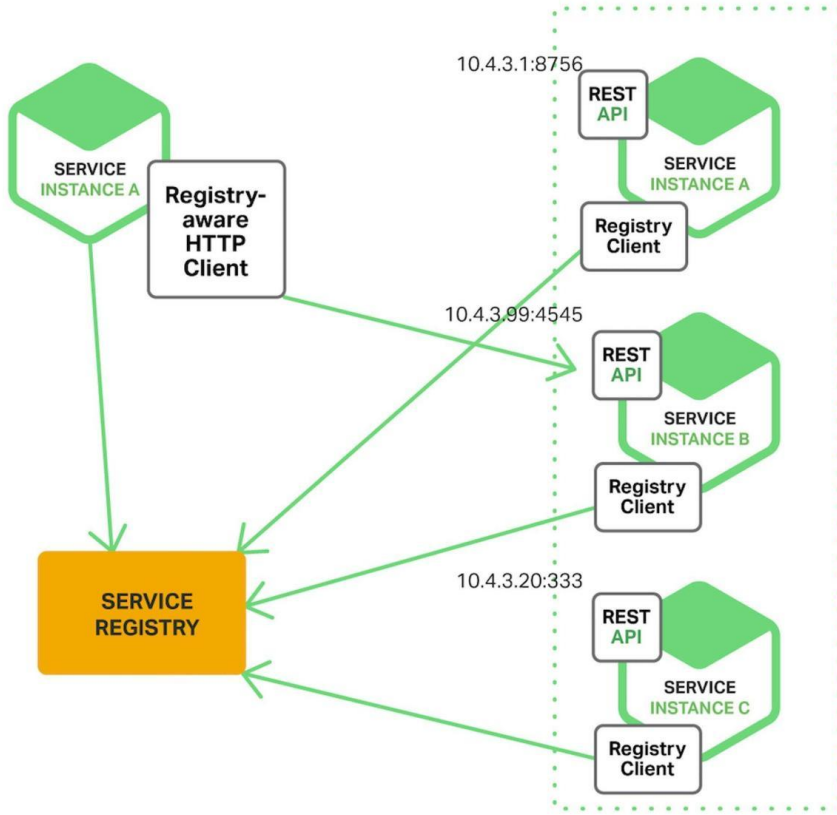 10.4.3.1:8756
REST
API
SERVICE
INSTANCE A
Registry
Client
SERVICE
INSTANCE A
Registry-
aware
HTTP
Client
10.4.3.99:4545
REST
API
SERVICE
INSTANCE B
Registry
Client
10.4.3.20:333
REST
API
SERVICE
INSTANCE C
Registry
Client
SERVICE
REGISTRY